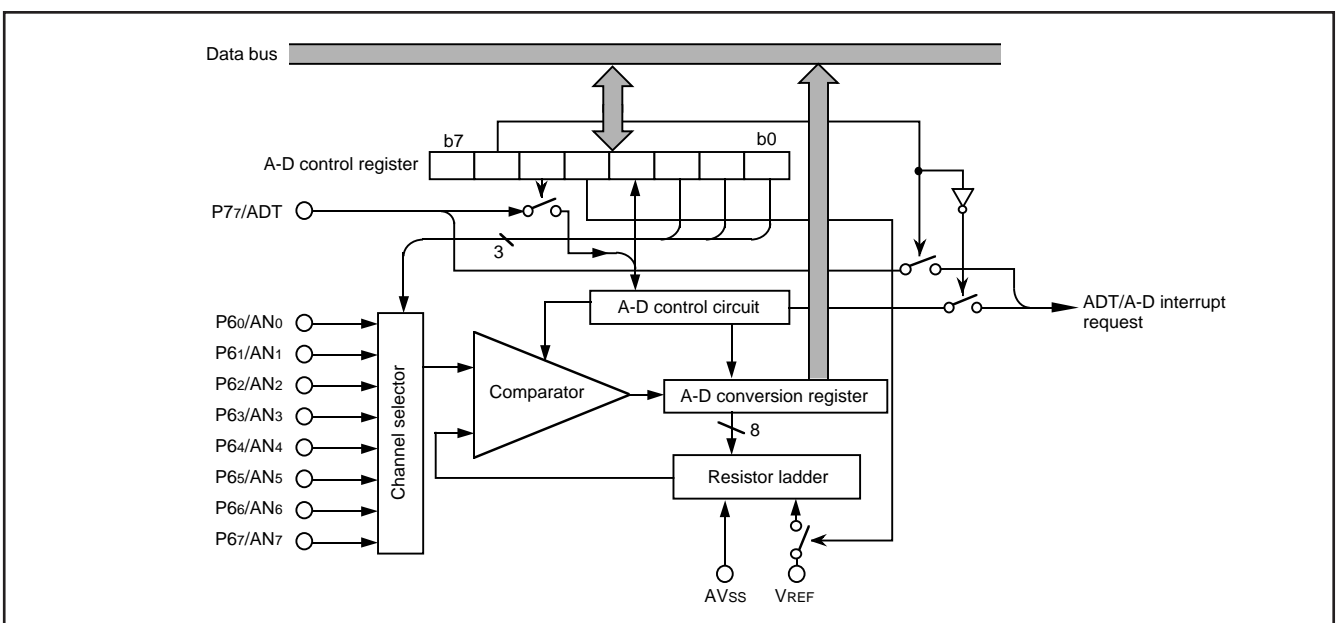 Data bus
b7
b0
A-D control register
P77/ADT
3
A-D control circuit
ADT/A-D interrupt
request
P60/AN0
P61/AN1
P62/AN2
P63/AN3
P64/AN4
P65/AN5
P66/AN6
P67/AN7
Channel selector
Comparator
A-D conversion register
8
Resistor ladder
AVSS
VREF